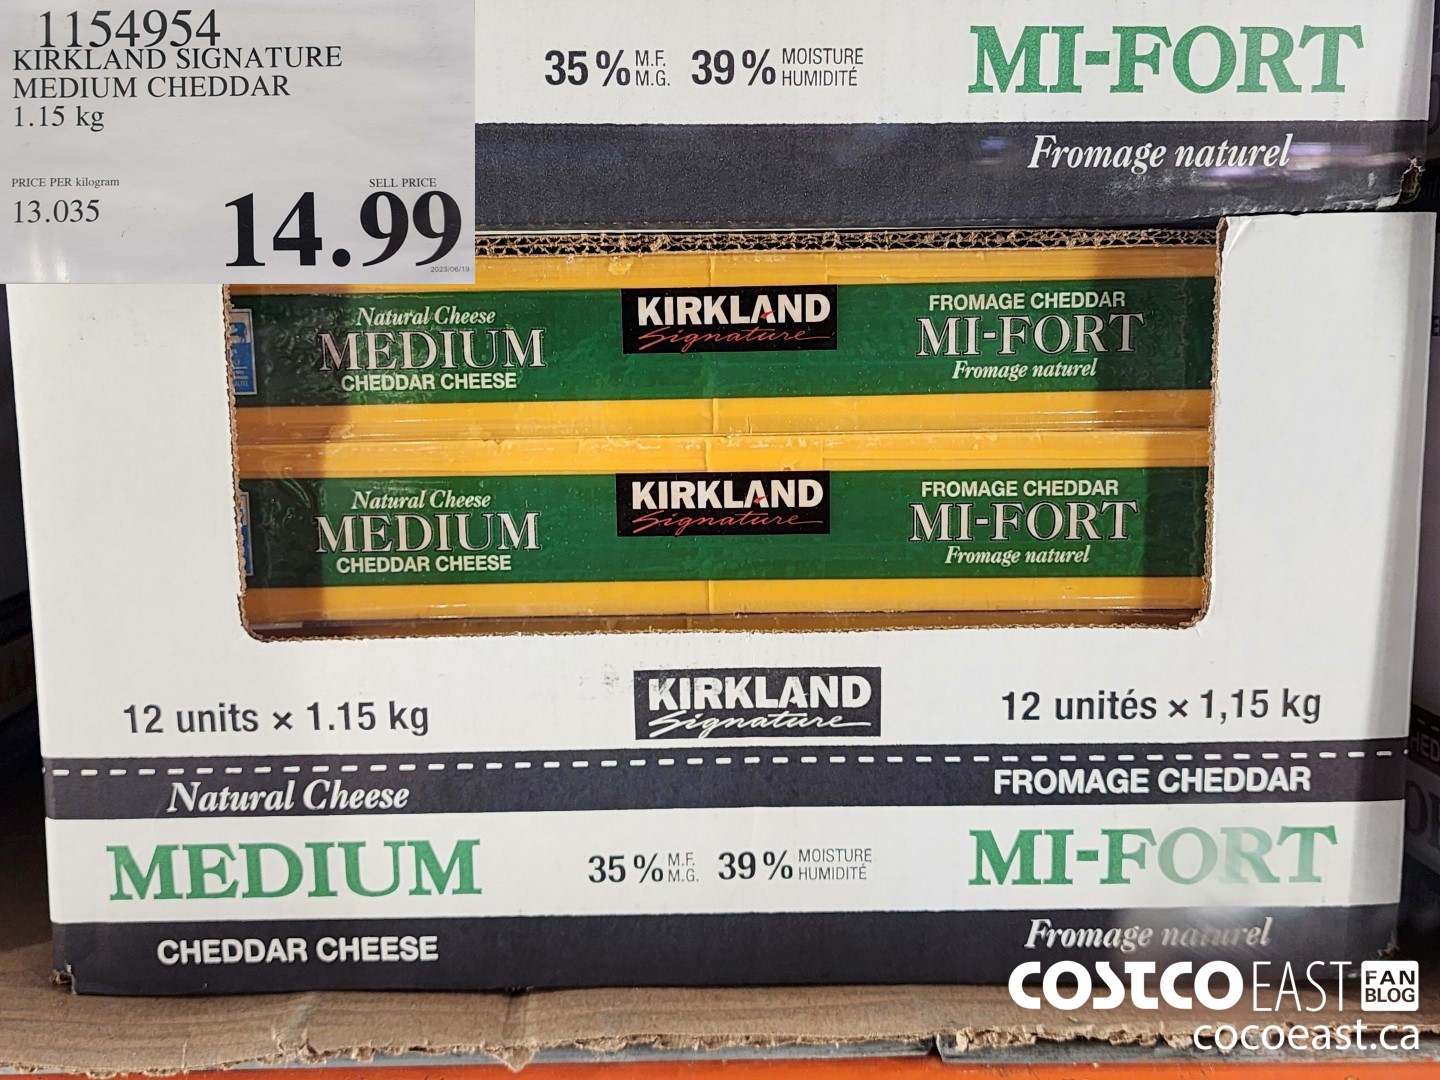 1154954
KIRKLAND SIGNATURE
MEDIUM CHEDDAR
1.15 kg
PRICE PER kilogram
13.035
SELL PRICE
14.99
2023/06/19
35% M.F. M.G. 39% MOISTURE HUMIDITÉ
MI-FORT
Fromage naturel
Natural Cheese
MEDIUM
CHEDDAR CHEESE
KIRKLAND
Signature
FROMAGE CHEDDAR
MI-FORT
Fromage naturel
Natural Cheese
MEDIUM
CHEDDAR CHEESE
KIRKLAND
Signature
FROMAGE CHEDDAR
MI-FORT
Fromage naturel
12 units × 1.15 kg
KIRKLAND
Signature
12 unités × 1,15 kg
Natural Cheese
FROMAGE CHEDDAR
MEDIUM
35% M.F. M.G. 39% MOISTURE HUMIDITÉ
MI-FORT
CHEDDAR CHEESE
Fromage naturel
COSTCO EAST FAN BLOG
cocoeast.ca